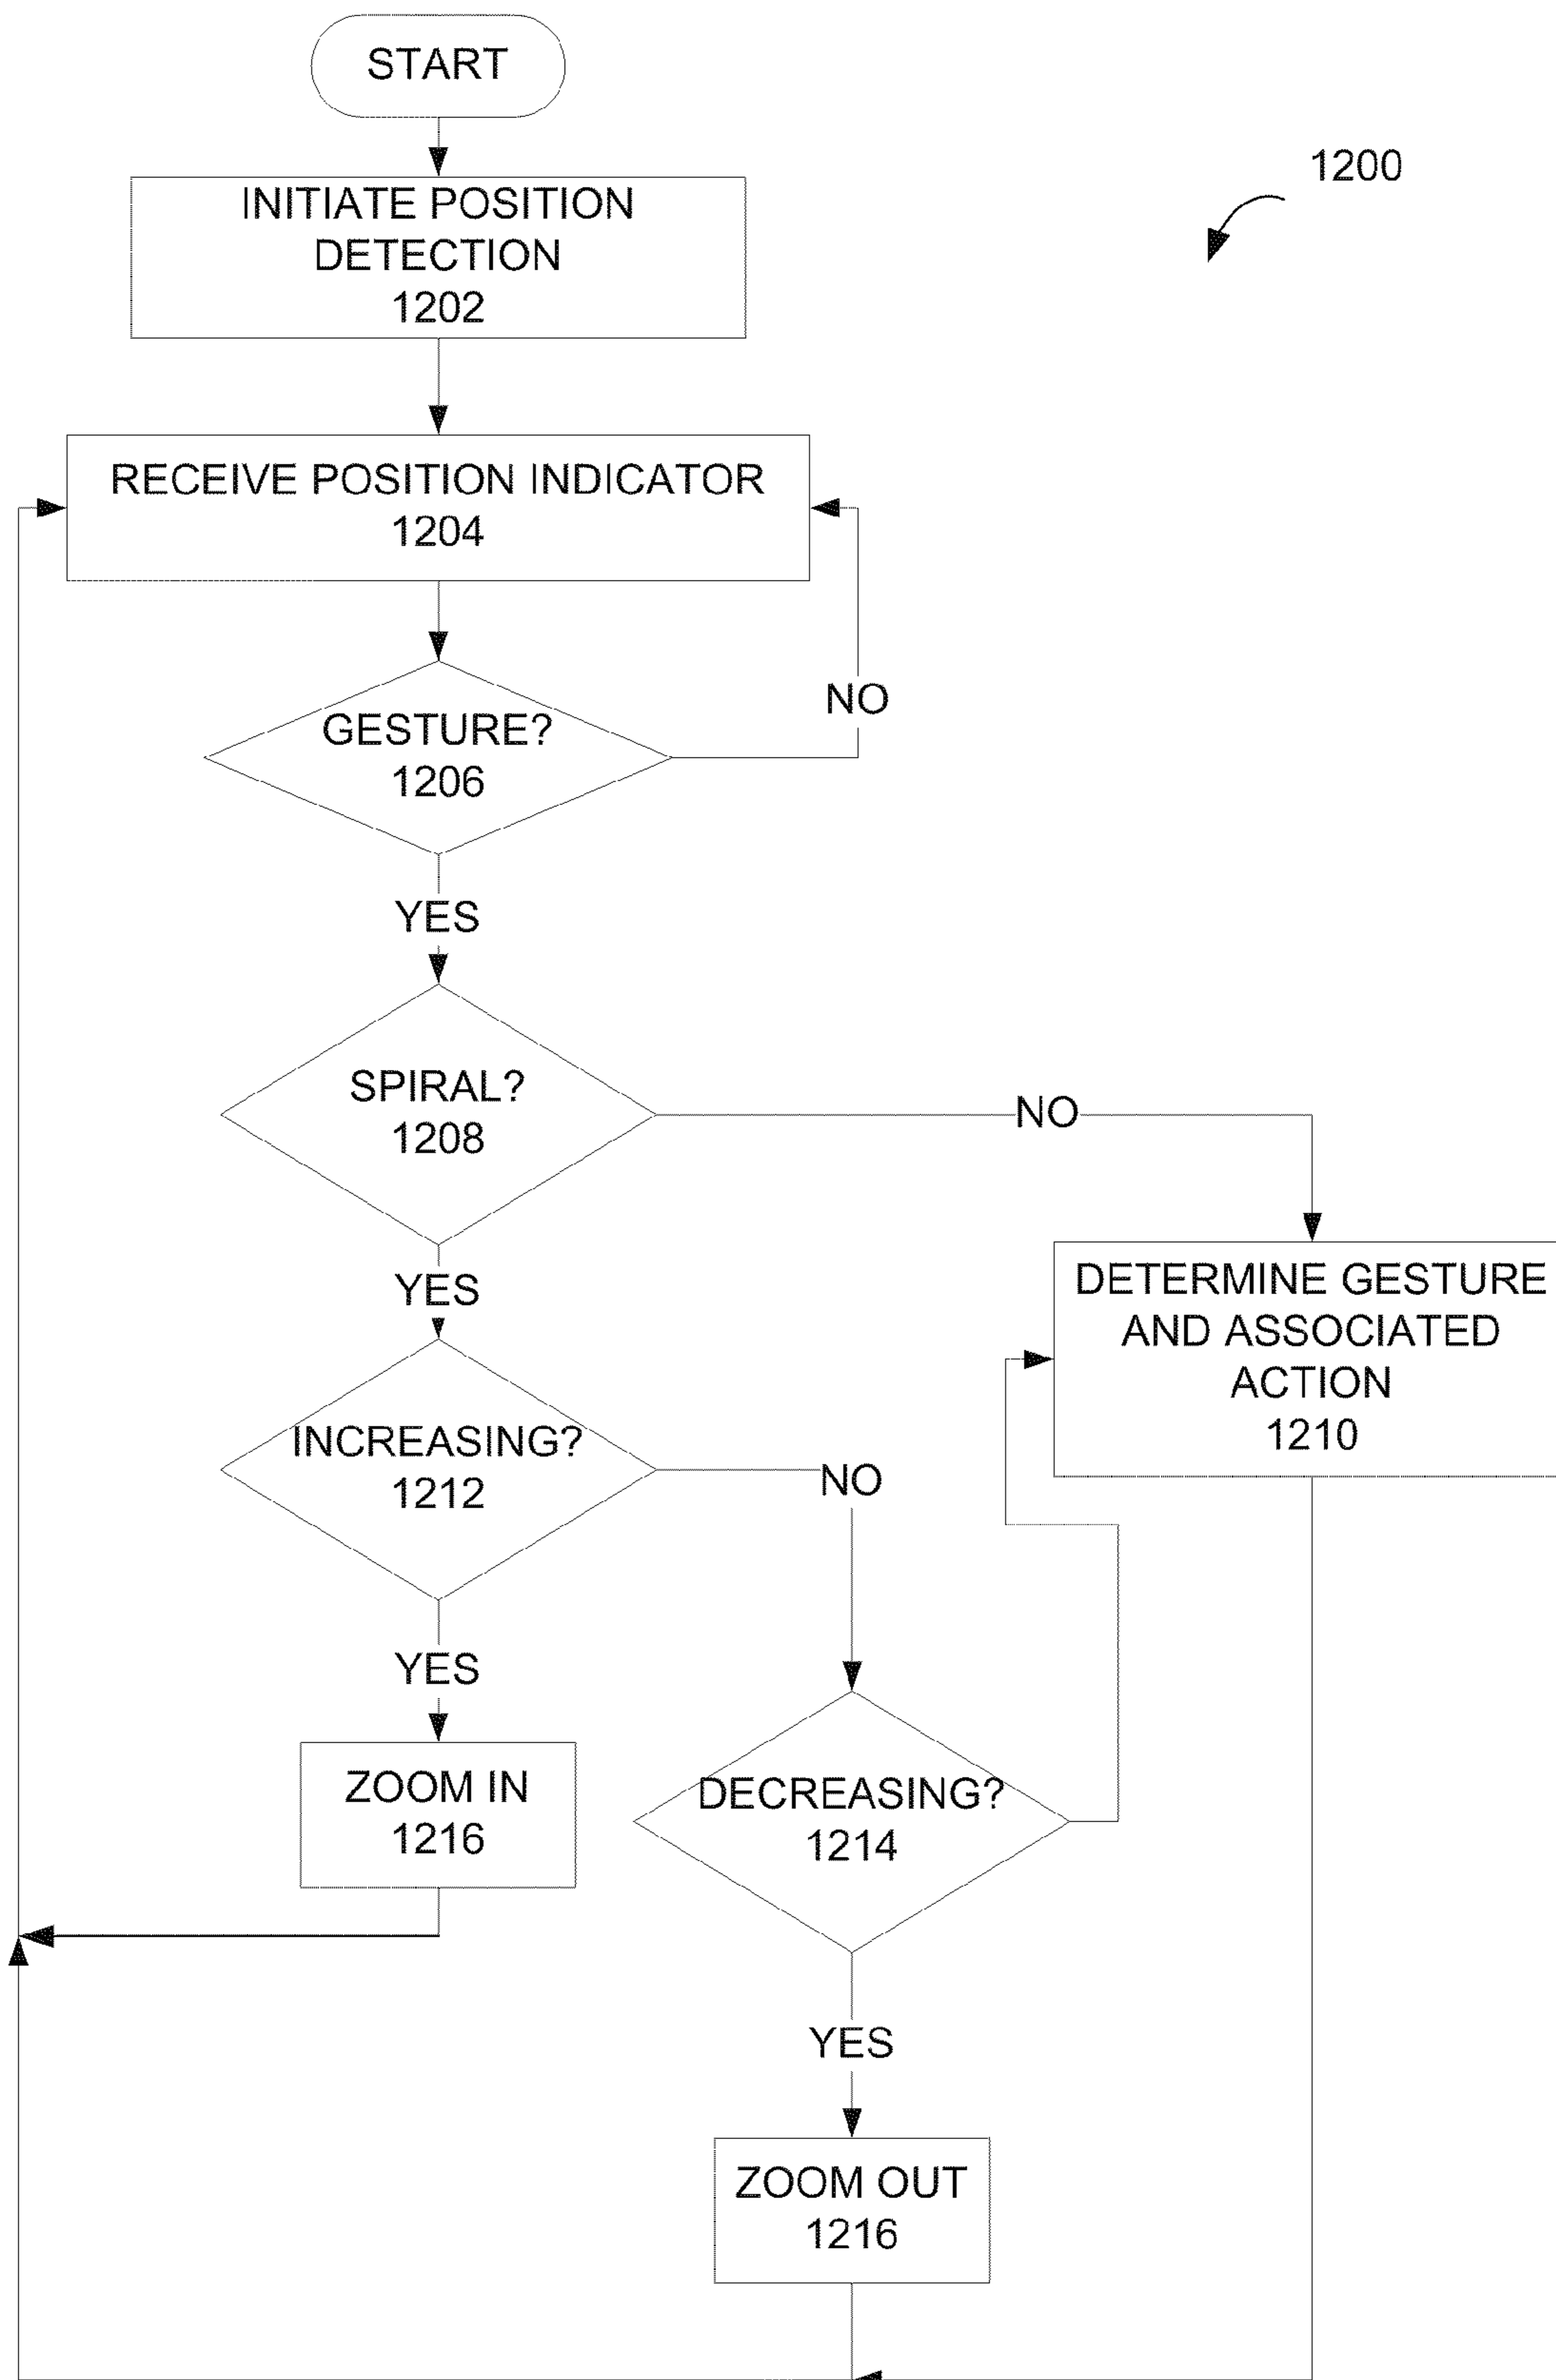 START
1200
INITIATE POSITION
DETECTION
1202
RECEIVE POSITION INDICATOR
1204
NO
GESTURE?
1206
YES
SPIRAL?
1208
NO
YES
DETERMINE GESTURE
AND ASSOCIATED
ACTION
1210
INCREASING?
1212
NO
YES
ZOOM IN
1216
DECREASING?
1214
YES
ZOOM OUT
1216